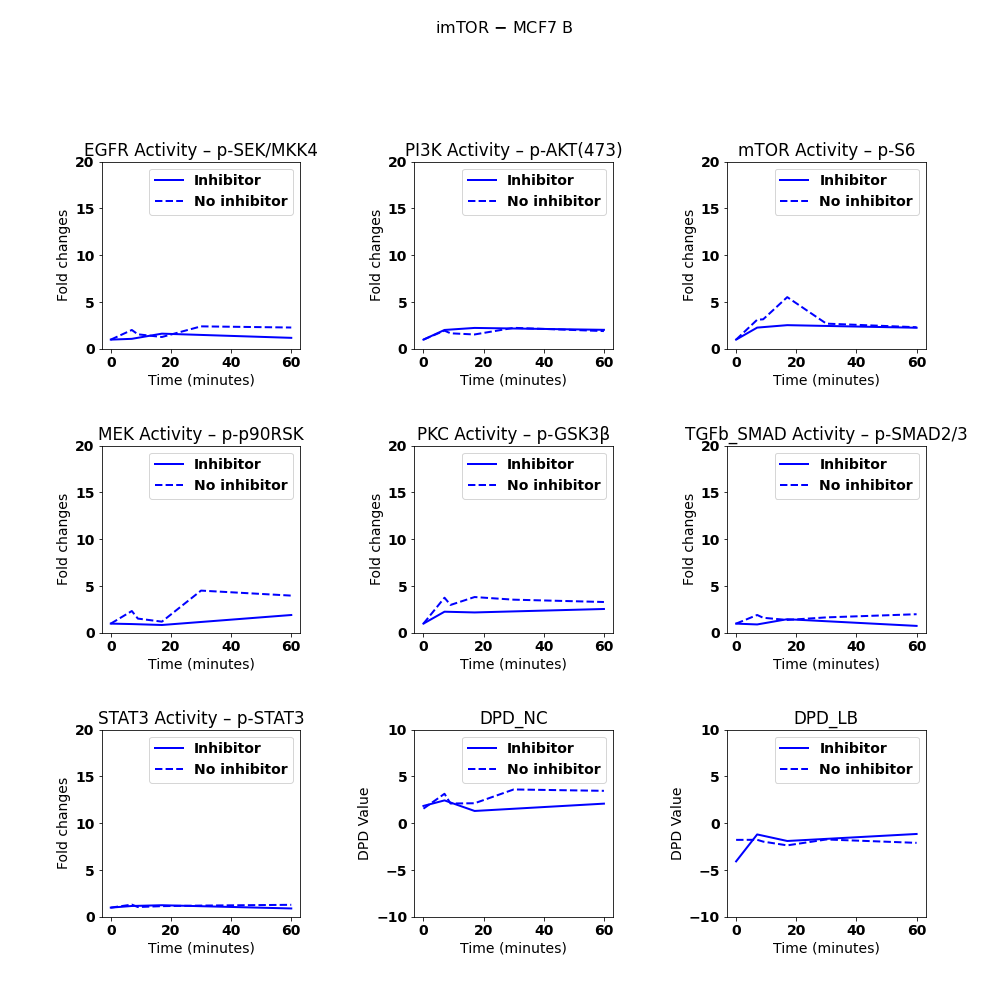 imTOR − MCF7 B
EGFR Activity – p-SEK/MKK4
PI3K Activity – p-AKT(473)
mTOR Activity – p-S6
20
15
10
5
0
Fold changes
Inhibitor
No inhibitor
0 20 40 60
Time (minutes)
20
15
10
5
0
Fold changes
Inhibitor
No inhibitor
0 20 40 60
Time (minutes)
20
15
10
5
0
Fold changes
Inhibitor
No inhibitor
0 20 40 60
Time (minutes)
MEK Activity – p-p90RSK
PKC Activity – p-GSK3β
TGFb_SMAD Activity – p-SMAD2/3
20
15
10
5
0
Fold changes
Inhibitor
No inhibitor
0 20 40 60
Time (minutes)
20
15
10
5
0
Fold changes
Inhibitor
No inhibitor
0 20 40 60
Time (minutes)
20
15
10
5
0
Fold changes
Inhibitor
No inhibitor
0 20 40 60
Time (minutes)
STAT3 Activity – p-STAT3
DPD_NC
DPD_LB
20
15
10
5
0
Fold changes
Inhibitor
No inhibitor
0 20 40 60
Time (minutes)
10
5
0
−5
−10
DPD Value
Inhibitor
No inhibitor
0 20 40 60
Time (minutes)
10
5
0
−5
−10
DPD Value
Inhibitor
No inhibitor
0 20 40 60
Time (minutes)